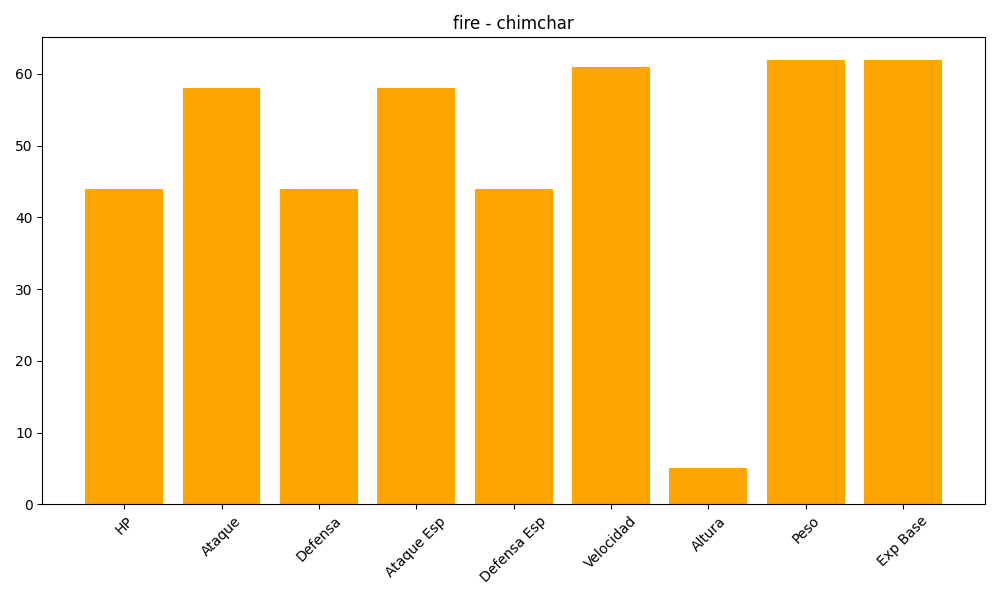 fire - chimchar
60
50
40
30
20
10
0
HP
Ataque
Defensa
Ataque Esp
Defensa Esp
Velocidad
Altura
Peso
Exp Base